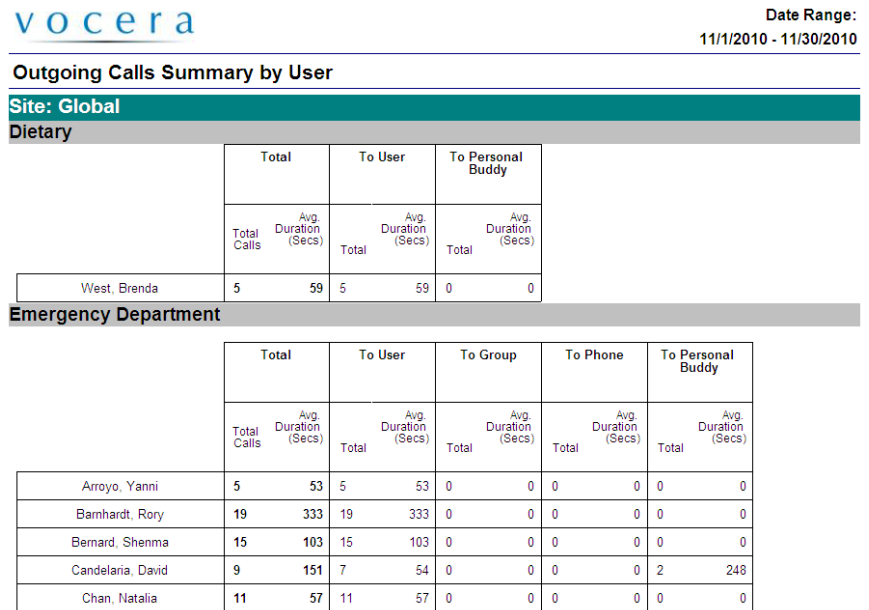 vocera
Date Range:
11/1/2010 - 11/30/2010
Outgoing Calls Summary by User
Site: Global
Dietary
Total To User To Personal
Buddy
Total Calls Avg. Duration (Secs) Total Avg. Duration (Secs) Total Avg. Duration (Secs)
West, Brenda 5 59 5 59 0 0
Emergency Department
Total To User To Group To Phone To Personal
Buddy
Total Calls Avg. Duration (Secs) Total Avg. Duration (Secs) Total Avg. Duration (Secs) Total Avg. Duration (Secs) Total Avg. Duration (Secs)
Arroyo, Yanni 5 53 5 53 0 0 0 0 0 0
Barnhardt, Rory 19 333 19 333 0 0 0 0 0 0
Bernard, Shenma 15 103 15 103 0 0 0 0 0 0
Candelaria, David 9 151 7 54 0 0 0 0 2 248
Chan, Natalia 11 57 11 57 0 0 0 0 0 0